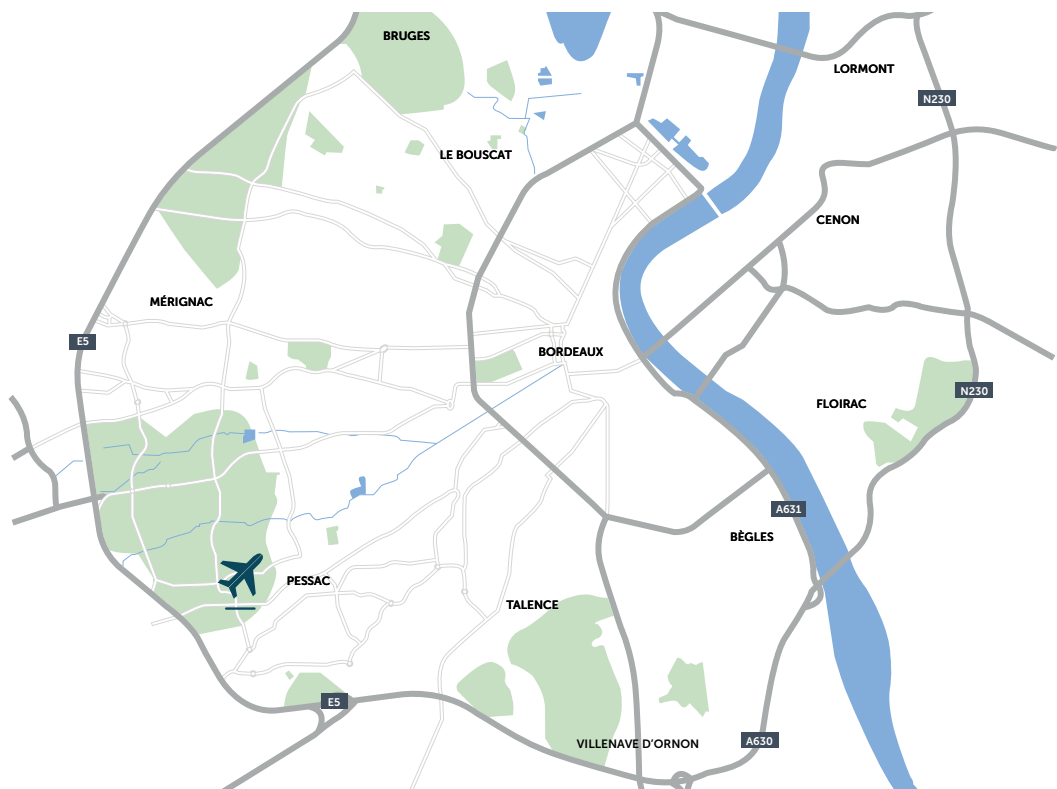 BRUGES
LORMONT
N230
LE BOUSCAT
CENON
MÉRIGNAC
E5
BORDEAUX
N230
FLOIRAC
A631
BÈGLES
PESSAC
TALENCE
E5
VILLENAVE D'ORNON
A630